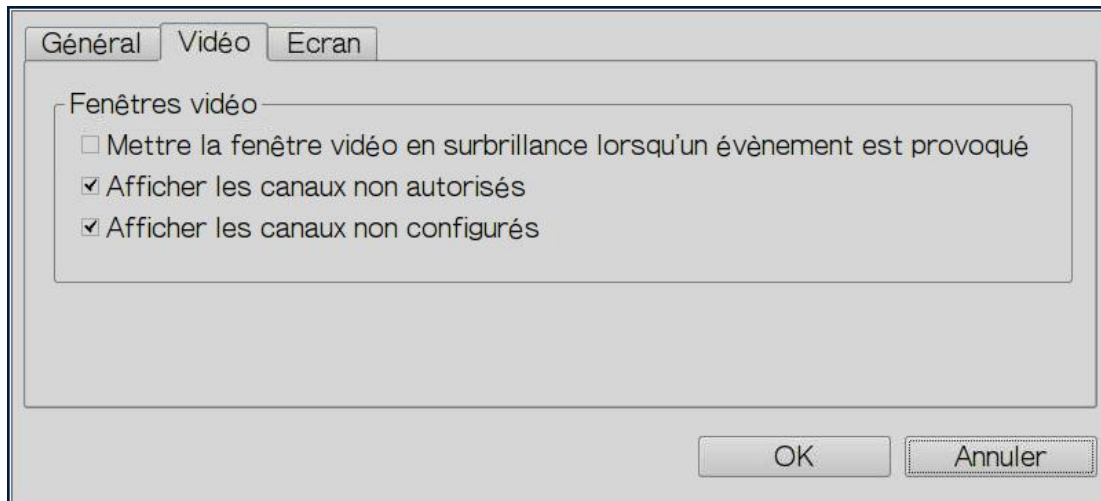 Général Vidéo Ecran
Fenêtres vidéo
Mettre la fenêtre vidéo en surbrillance lorsqu'un évènement est provoqué
Afficher les canaux non autorisés
Afficher les canaux non configurés
OK Annuler